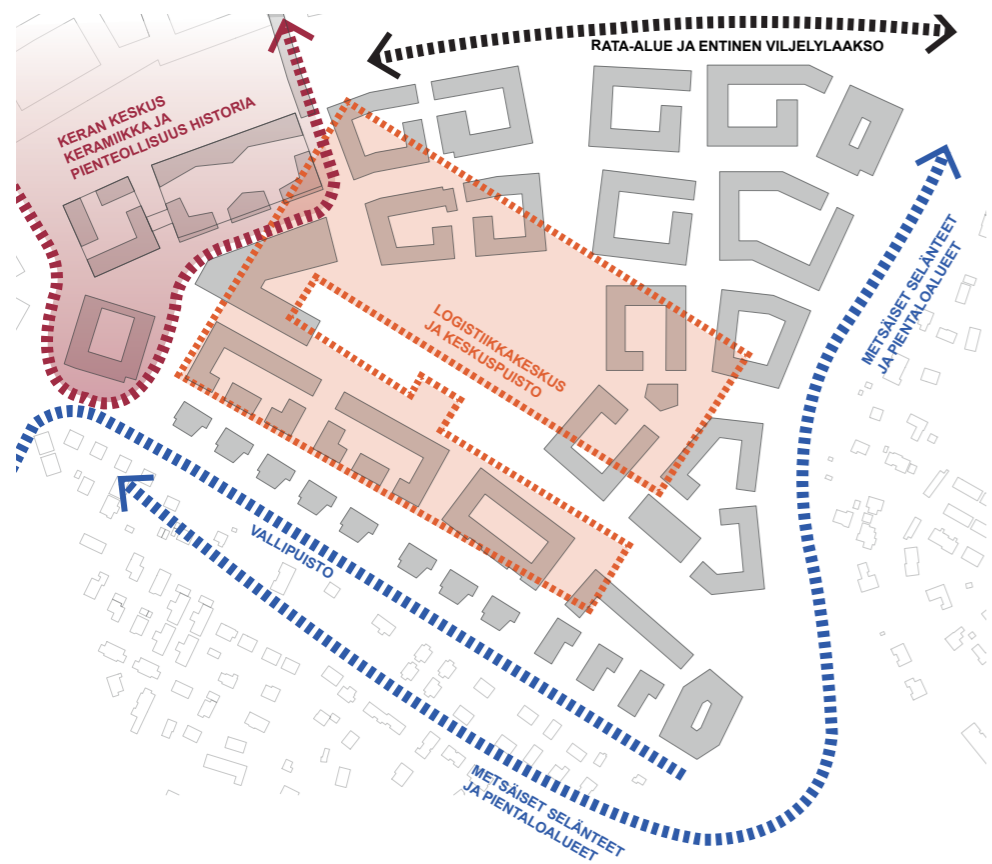 RATA-ALUE JA ENTINEN VILJELYLAAKSO
KERAN KESKUS
KERAMIIKKA JA
PIENTEOLLISUUS HISTORIA
METSÄISET SELÄNTEET
JA PIENTALOALUEET
LOGISTIIKKAKESKUS
JA KESKUSPUISTO
VALLIPUISTO
METSÄISET SELÄNTEET
JA PIENTALOALUEET